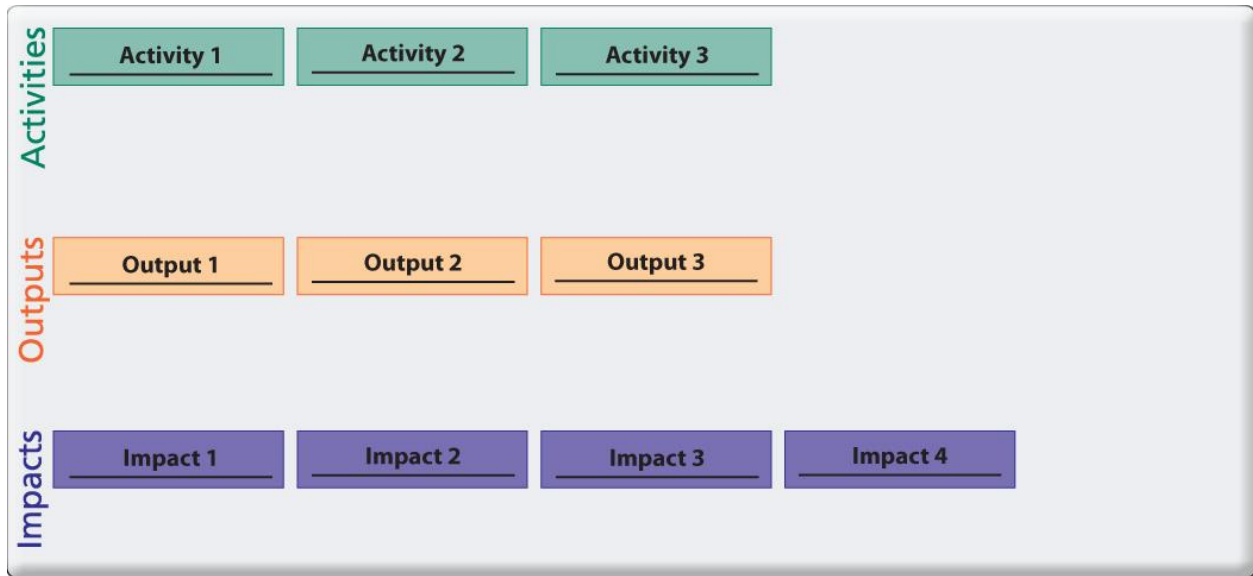 Activities
Activity 1 Activity 2 Activity 3
Outputs
Output 1 Output 2 Output 3
Impacts
Impact 1 Impact 2 Impact 3 Impact 4